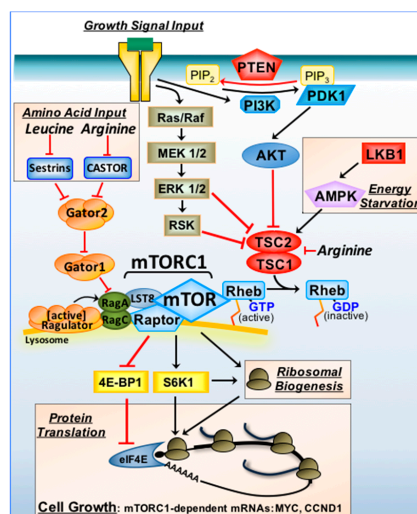 Growth Signal Input
PTEN
PIP2
PIP3
PI3K
PDK1
Amino Acid Input
Leucine
Arginine
Sestrins
CASTOR
Gator2
Gator1
Ras/Raf
MEK 1/2
ERK 1/2
RSK
AKT
LKB1
AMPK
Energy
Starvation
TSC2
TSC1
Arginine
mTORC1
[active]
Ragulator
Lysosome
RagA
RagC
LST8
mTOR
Raptor
Rheb
GTP
(active)
Rheb
GDP
(inactive)
4E-BP1
S6K1
Ribosomal
Biogenesis
Protein
Translation
eIF4E
AAAAAA
Cell Growth: mTORC1-dependent mRNAs: MYC, CCND1